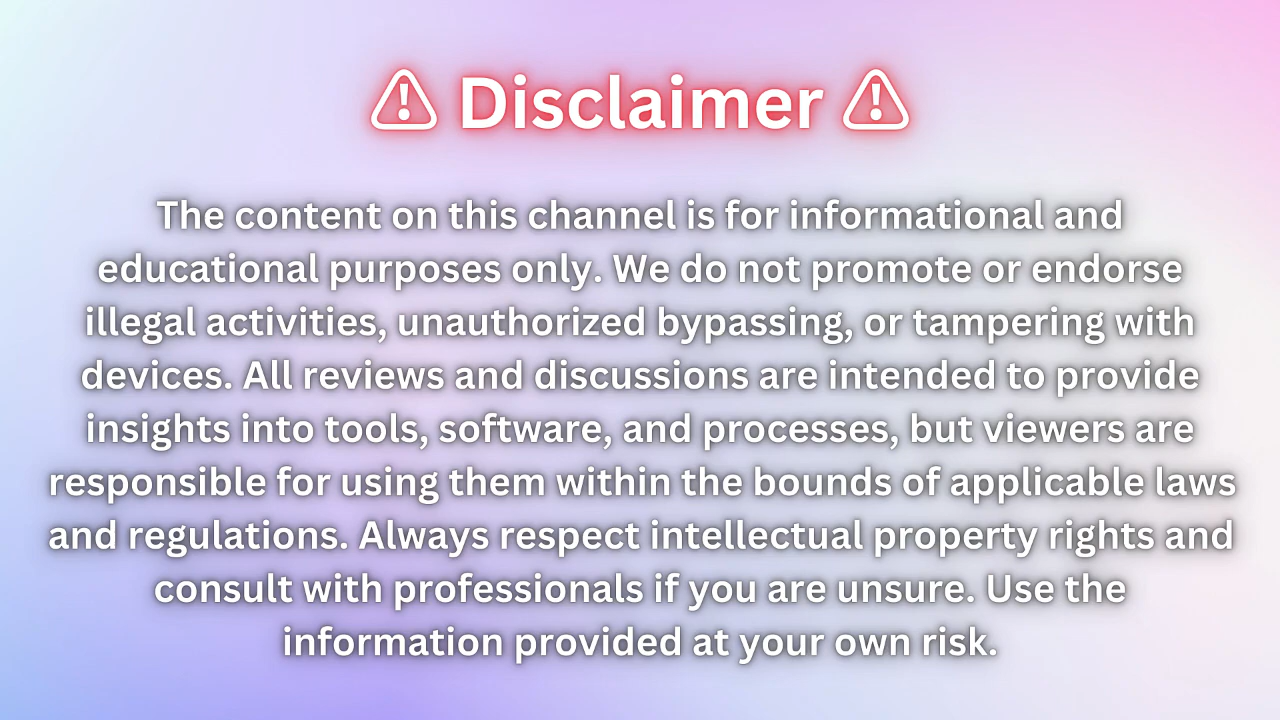 ⚠ Disclaimer ⚠
The content on this channel is for informational and
educational purposes only. We do not promote or endorse
illegal activities, unauthorized bypassing, or tampering with
devices. All reviews and discussions are intended to provide
insights into tools, software, and processes, but viewers are
responsible for using them within the bounds of applicable laws
and regulations. Always respect intellectual property rights and
consult with professionals if you are unsure. Use the
information provided at your own risk.